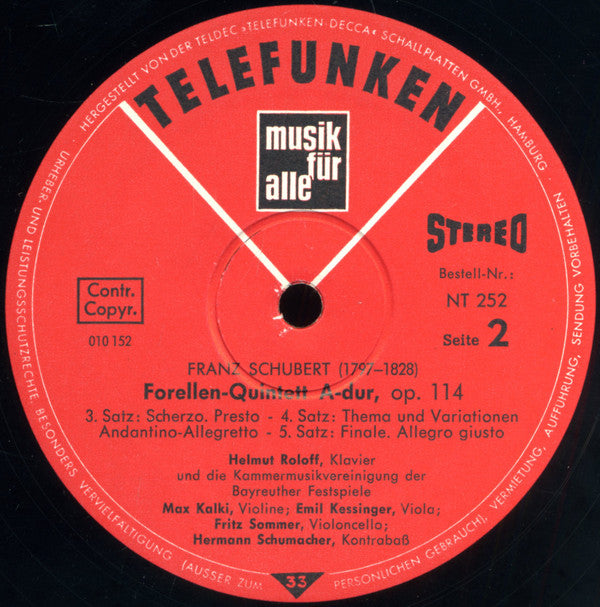 HERGESTELLT VON DER TELDEC »TELEFUNKEN-DECCA« SCHALLPLATTEN GMBH., HAMBURG
TELEFUNKEN
musik
für
alle
STEREO
Bestell-Nr.:
NT 252
Seite 2
Contr.
Copyr.
010 152
FRANZ SCHUBERT (1797–1828)
Forellen-Quintett A-dur, op. 114
3. Satz: Scherzo. Presto - 4. Satz: Thema und Variationen
Andantino-Allegretto - 5. Satz: Finale. Allegro giusto
Helmut Roloff, Klavier
und die Kammermusikvereinigung der
Bayreuther Festspiele
Max Kalki, Violine; Emil Kessinger, Viola;
Fritz Sommer, Violoncello;
Hermann Schumacher, Kontrabaß
33
URHEBER- UND LEISTUNGSSCHUTZRECHTE, BESONDERS VERVIELFALTIGUNG (AUSSER ZUM PERSÖNLICHEN GEBRAUCH), VERMIETUNG, AUFFÜHRUNG, SENDUNG VORBEHALTEN